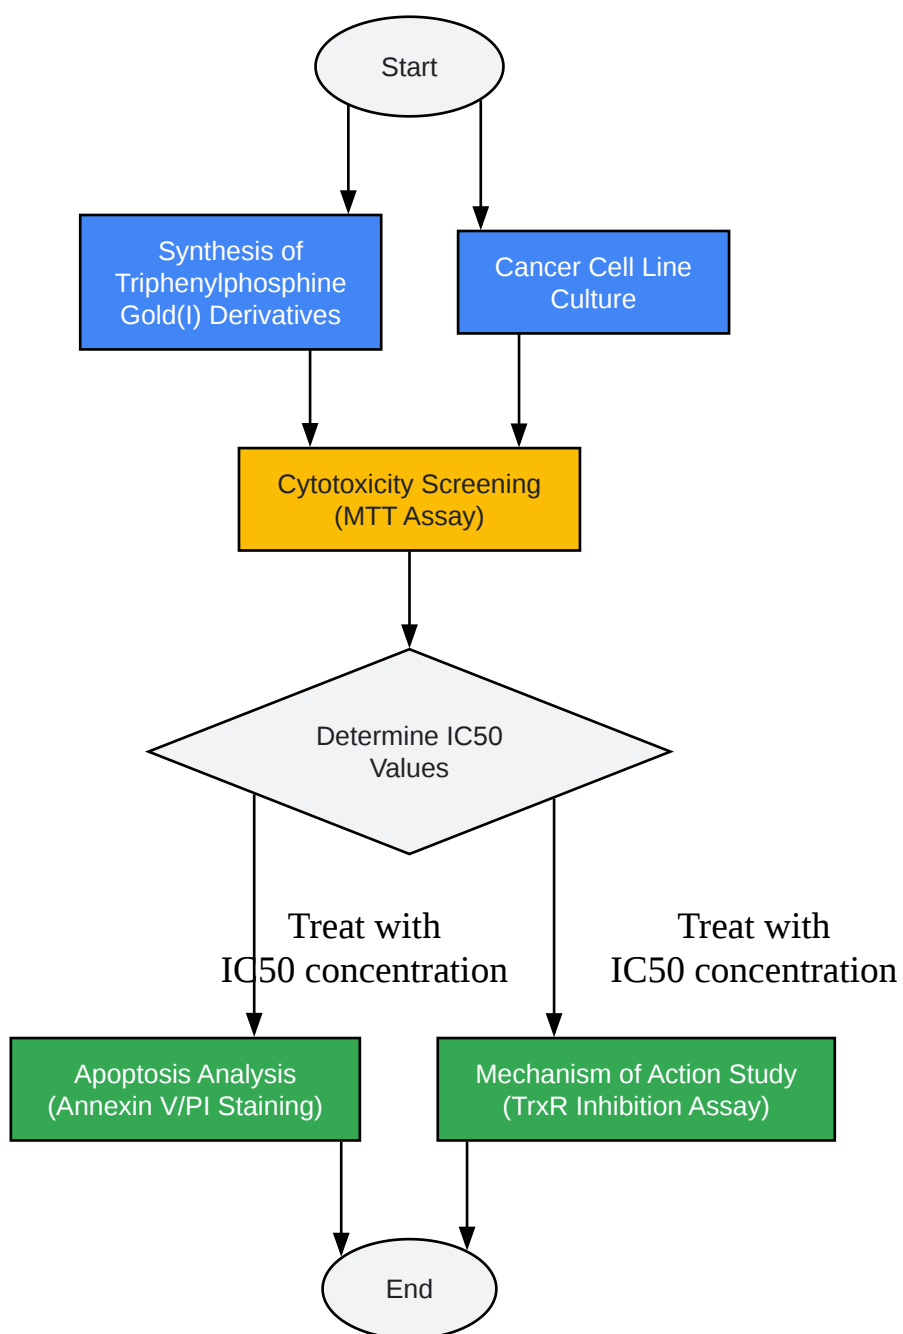 Start
Synthesis of
Triphenylphosphine
Gold(I) Derivatives
Cancer Cell Line
Culture
Cytotoxicity Screening
(MTT Assay)
Determine IC50
Values
Treat with
IC50 concentration
Treat with
IC50 concentration
Apoptosis Analysis
(Annexin V/PI Staining)
Mechanism of Action Study
(TrxR Inhibition Assay)
End